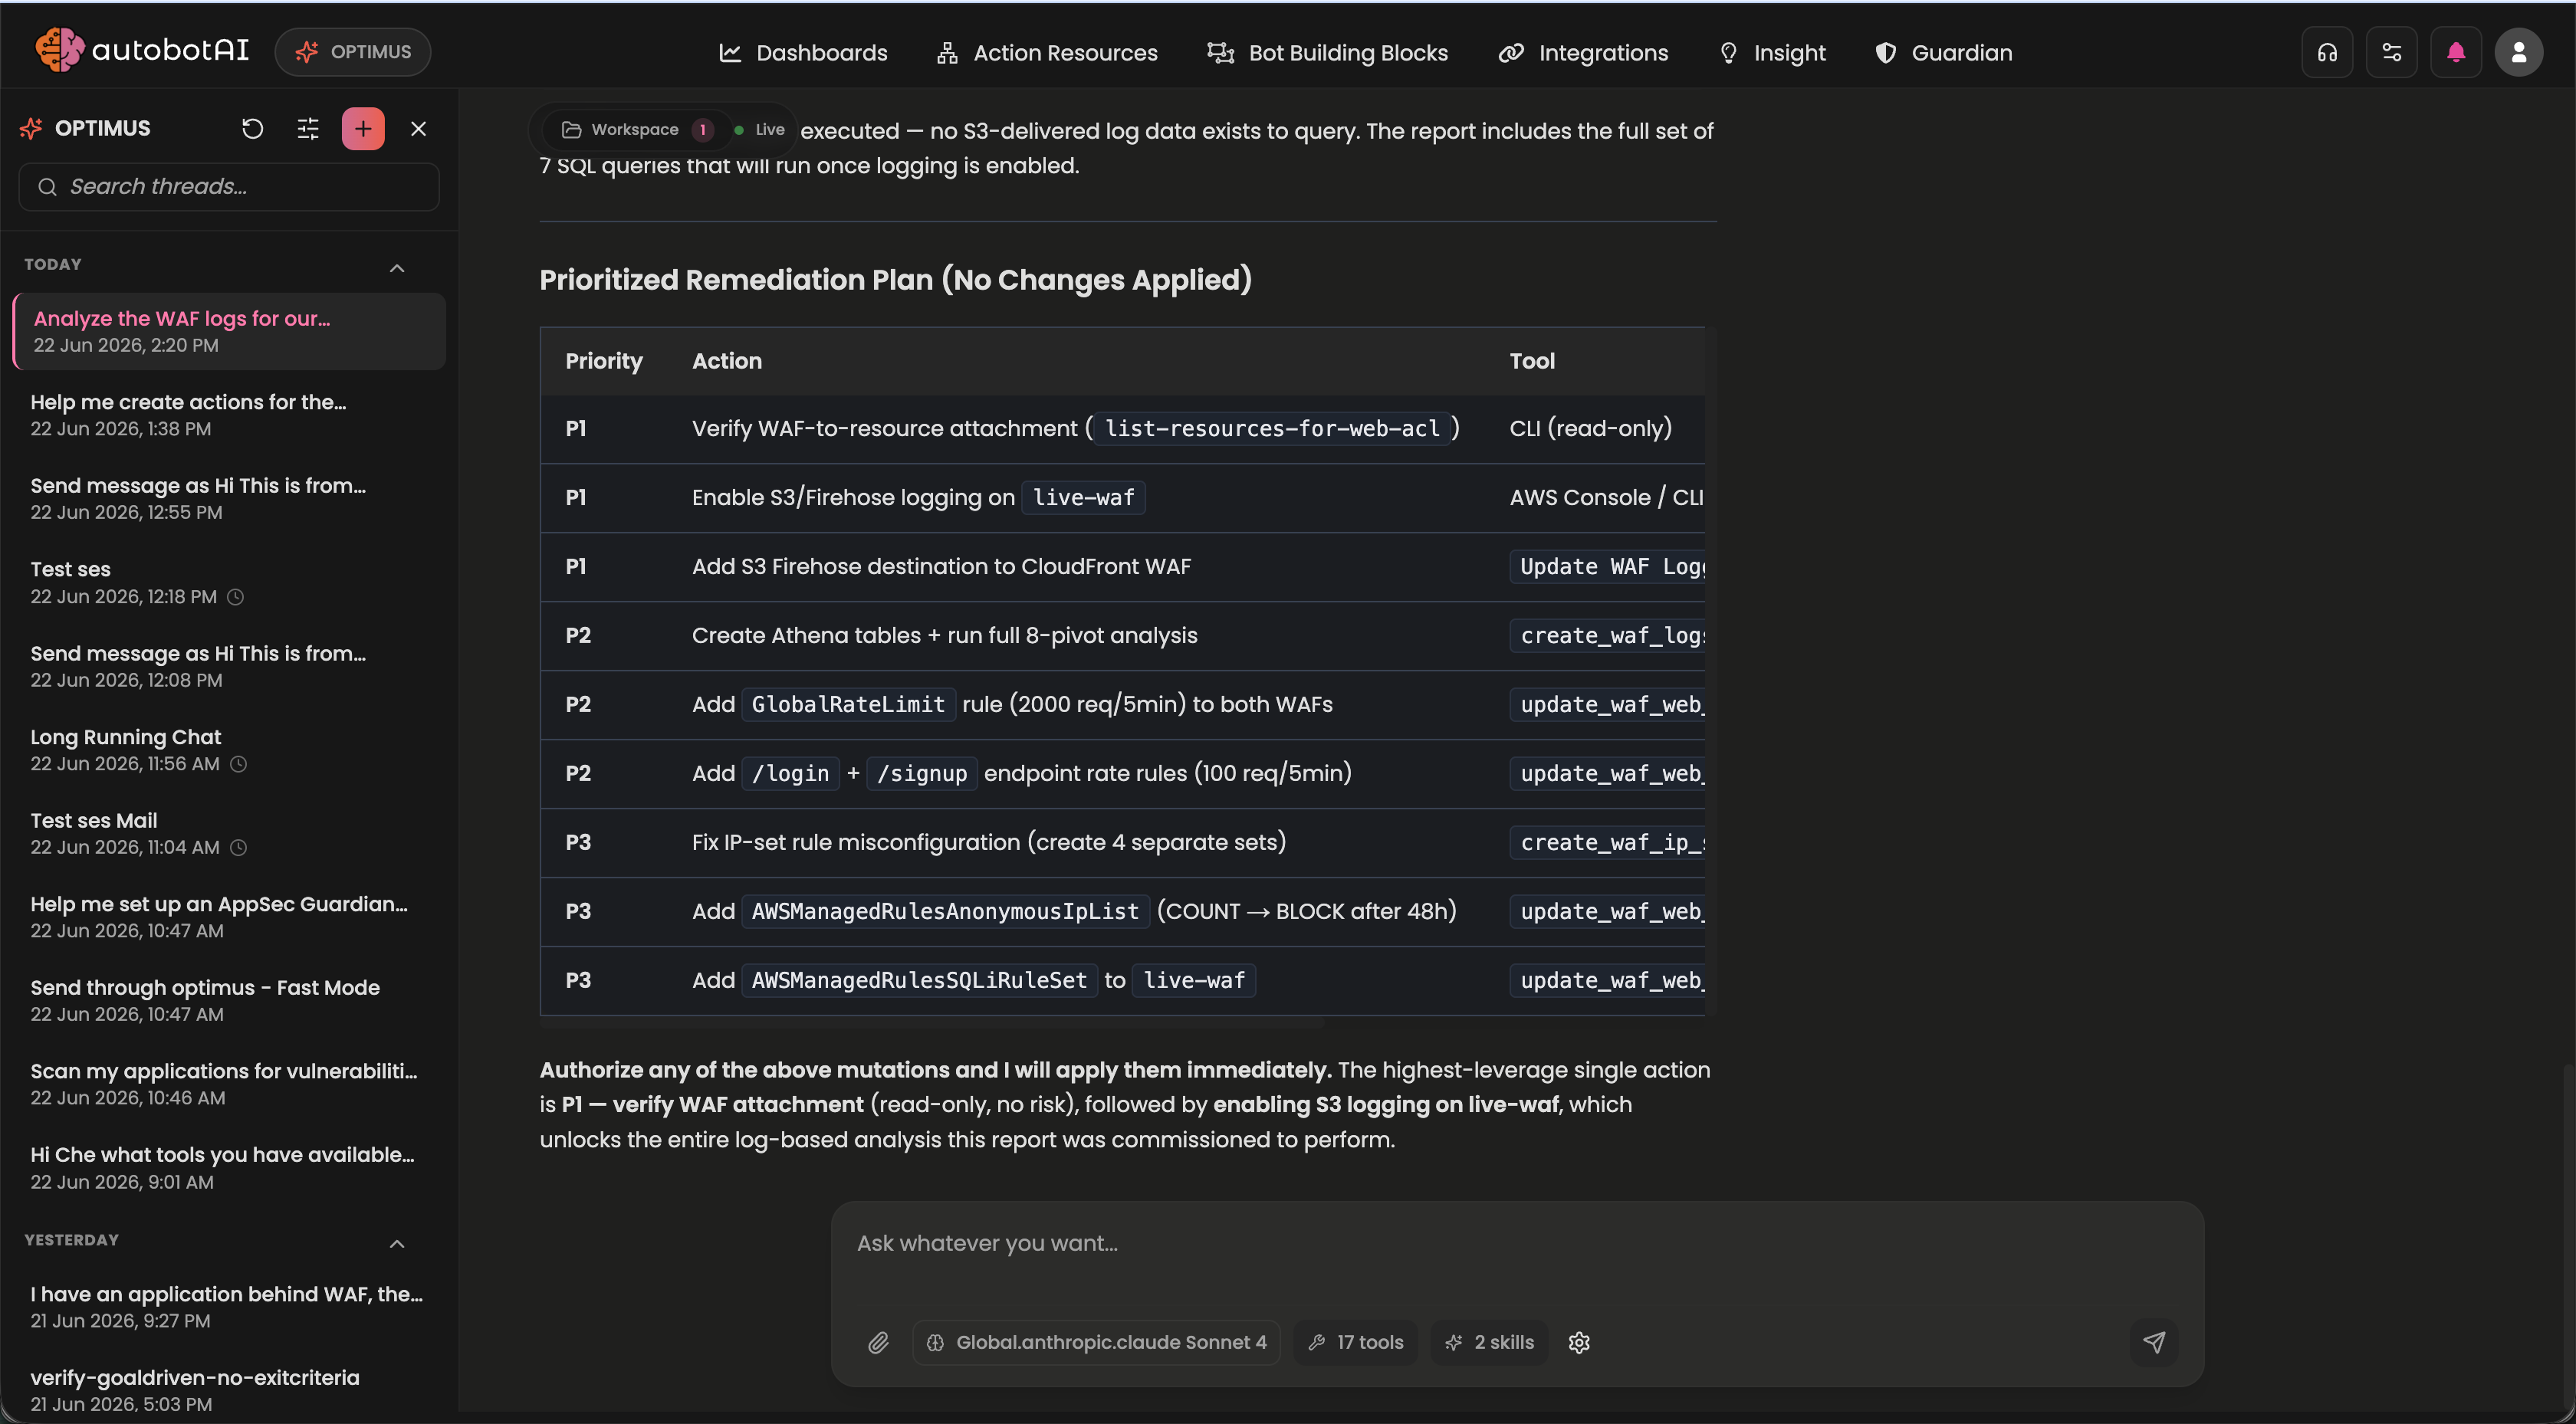 autobotAI
OPTIMUS
Dashboards
Action Resources
Bot Building Blocks
Integrations
Insight
Guardian
OPTIMUS
Search threads...
TODAY
Analyze the WAF logs for our...
22 Jun 2026, 2:20 PM
Help me create actions for the...
22 Jun 2026, 1:38 PM
Send message as Hi This is from...
22 Jun 2026, 12:55 PM
Test ses
22 Jun 2026, 12:18 PM
Send message as Hi This is from...
22 Jun 2026, 12:08 PM
Long Running Chat
22 Jun 2026, 11:56 AM
Test ses Mail
22 Jun 2026, 11:04 AM
Help me set up an AppSec Guardian...
22 Jun 2026, 10:47 AM
Send through optimus - Fast Mode
22 Jun 2026, 10:47 AM
Scan my applications for vulnerabiliti...
22 Jun 2026, 10:46 AM
Hi Che what tools you have available...
22 Jun 2026, 9:01 AM
YESTERDAY
I have an application behind WAF, the...
21 Jun 2026, 9:27 PM
verify-goaldriven-no-exitcriteria
21 Jun 2026, 5:03 PM
Workspace 1 Live
executed — no S3-delivered log data exists to query. The report includes the full set of
7 SQL queries that will run once logging is enabled.
Prioritized Remediation Plan (No Changes Applied)
Priority Action Tool
P1 Verify WAF-to-resource attachment (list-resources-for-web-acl) CLI (read-only)
P1 Enable S3/Firehose logging on live-waf AWS Console / CLI
P1 Add S3 Firehose destination to CloudFront WAF Update WAF Logg
P2 Create Athena tables + run full 8-pivot analysis create_waf_logs
P2 Add GlobalRateLimit rule (2000 req/5min) to both WAFs update_waf_web_
P2 Add /login + /signup endpoint rate rules (100 req/5min) update_waf_web_
P3 Fix IP-set rule misconfiguration (create 4 separate sets) create_waf_ip_s
P3 Add AWSManagedRulesAnonymousIpList (COUNT → BLOCK after 48h) update_waf_web_
P3 Add AWSManagedRulesSQLiRuleSet to live-waf update_waf_web_
Authorize any of the above mutations and I will apply them immediately. The highest-leverage single action
is P1 — verify WAF attachment (read-only, no risk), followed by enabling S3 logging on live-waf, which
unlocks the entire log-based analysis this report was commissioned to perform.
Ask whatever you want...
Global.anthropic.claude Sonnet 4
17 tools
2 skills